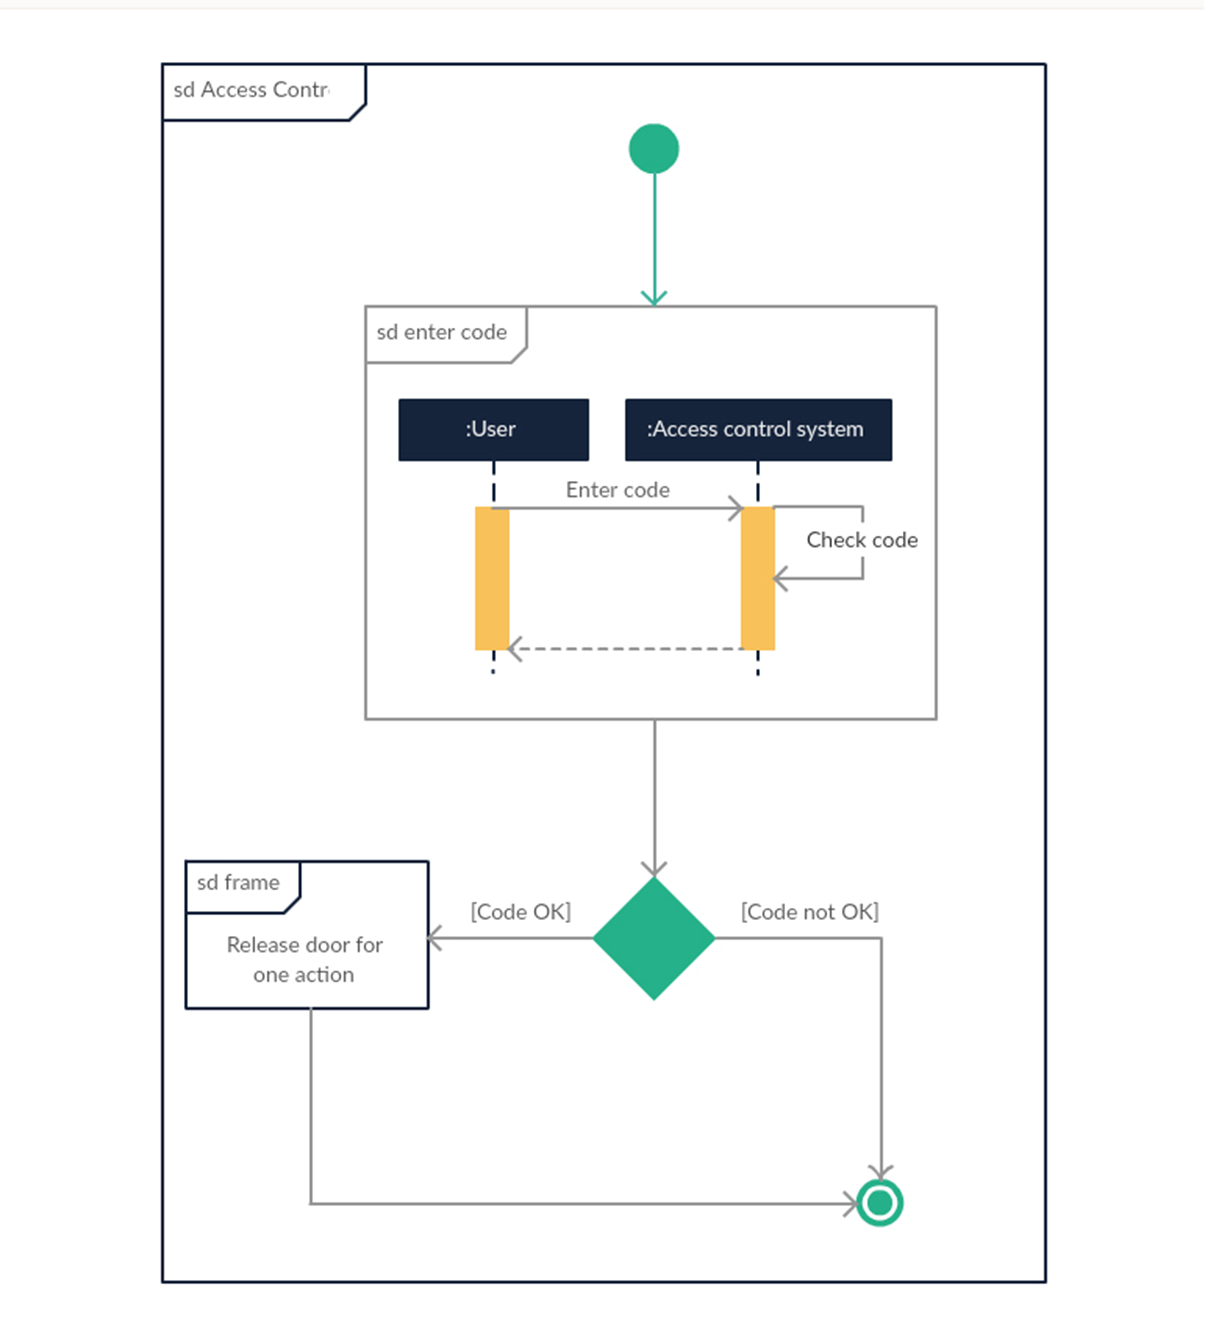 sd Access Contr
sd enter code
:User
:Access control system
Enter code
Check code
sd frame
[Code OK]
[Code not OK]
Release door for
one action